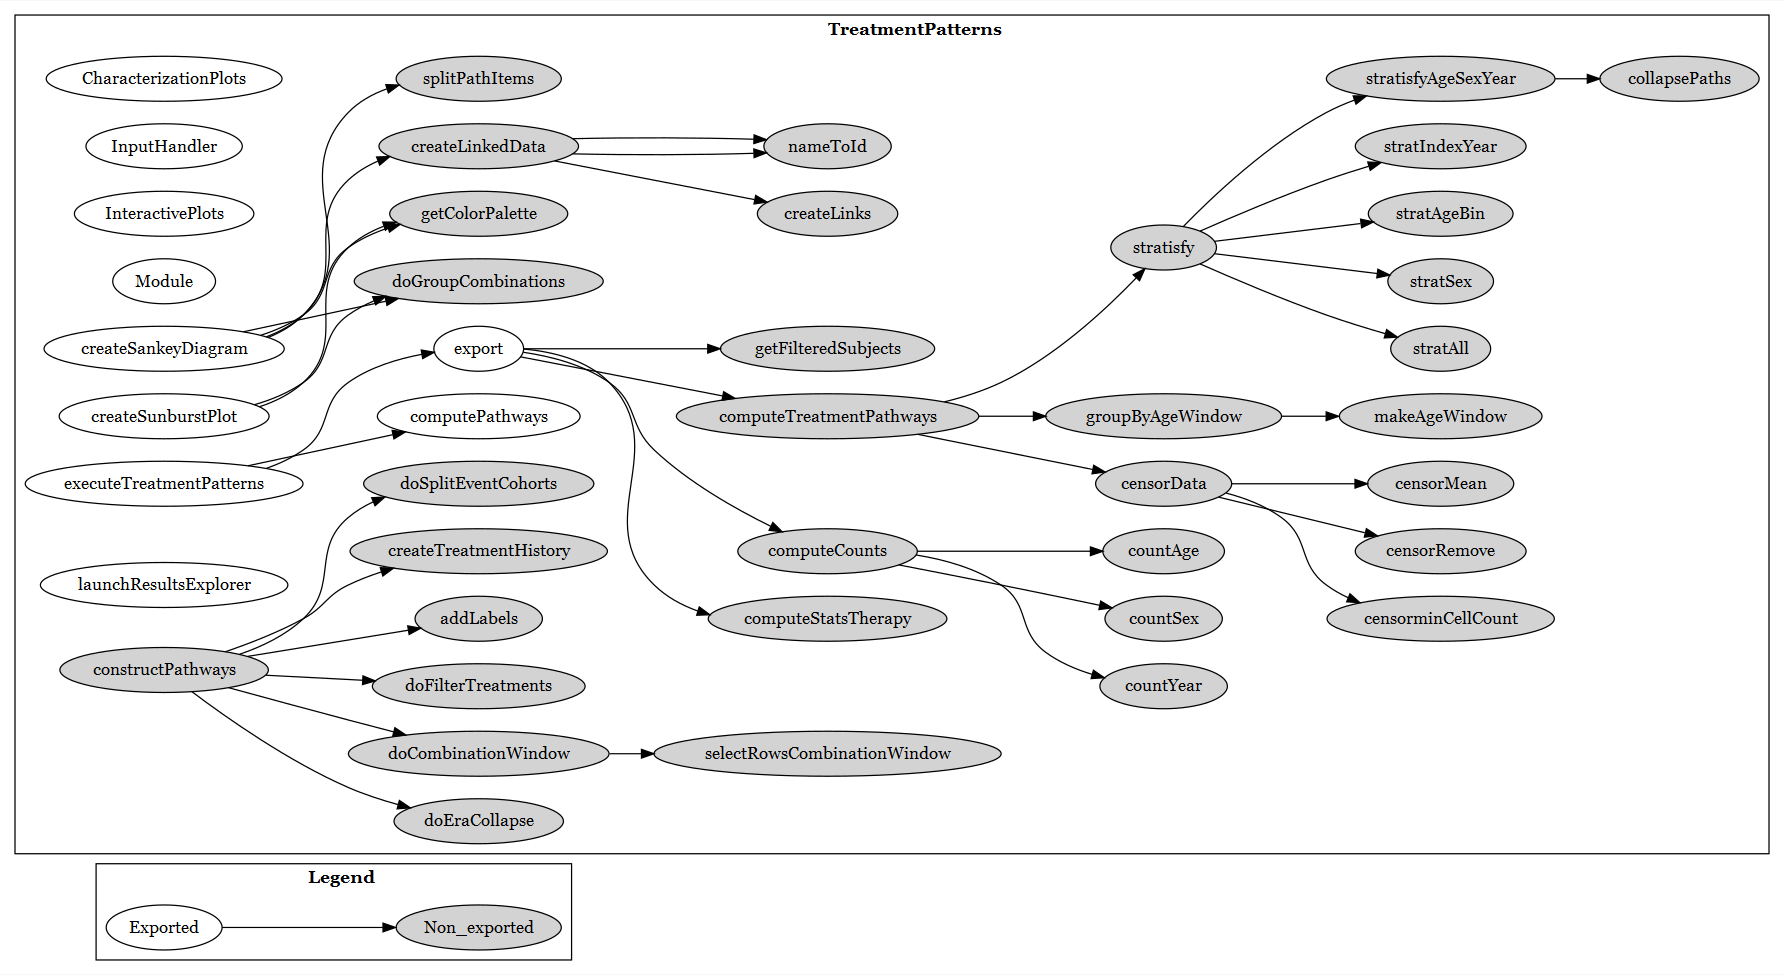 TreatmentPatterns
CharacterizationPlots
splitPathItems
stratisfyAgeSexYear
collapsePaths
InputHandler
createLinkedData
nameToId
stratIndexYear
InteractivePlots
getColorPalette
createLinks
stratAgeBin
stratisfy
Module
doGroupCombinations
stratSex
createSankeyDiagram
export
getFilteredSubjects
stratAll
createSunburstPlot
computePathways
computeTreatmentPathways
groupByAgeWindow
makeAgeWindow
executeTreatmentPatterns
doSplitEventCohorts
censorData
censorMean
createTreatmentHistory
computeCounts
countAge
censorRemove
launchResultsExplorer
addLabels
computeStatsTherapy
countSex
censorminCellCount
constructPathways
doFilterTreatments
countYear
doCombinationWindow
selectRowsCombinationWindow
doEraCollapse
Legend
Exported
Non_exported